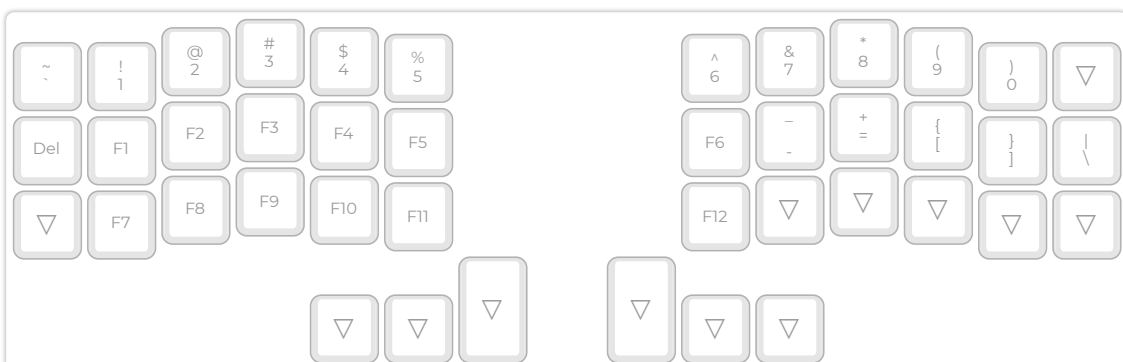 ~ ! @ # $ % ^ & * ( )
` 1 2 3 4 5 6 7 8 9 0 ▽
Del F1 F2 F3 F4 F5 F6 _ + { } |
- = [ ] \
▽ F7 F8 F9 F10 F11 F12 ▽ ▽ ▽ ▽ ▽
▽ ▽ ▽ ▽ ▽ ▽